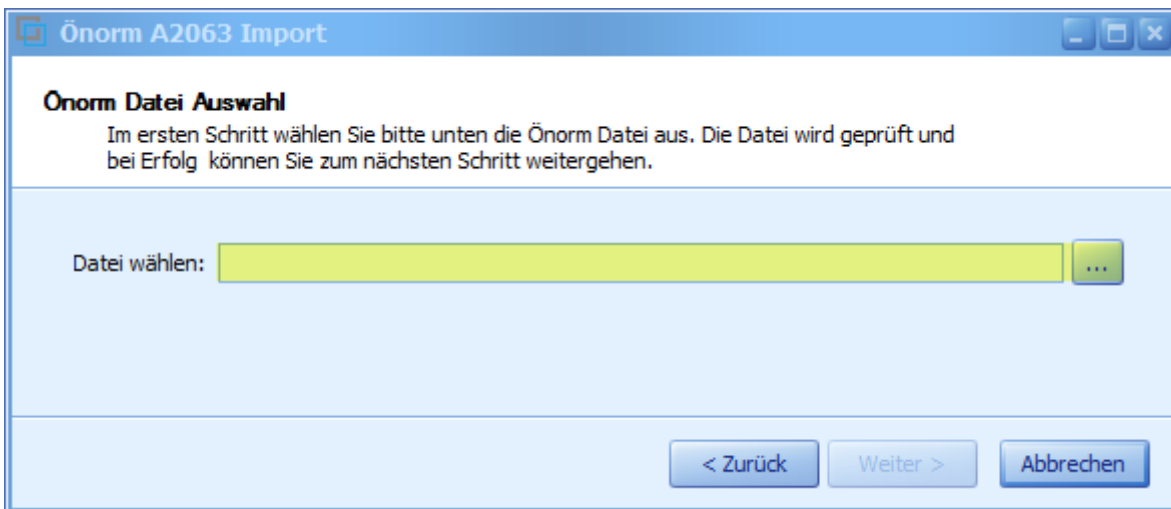 Önorm A2063 Import
Önorm Datei Auswahl
Im ersten Schritt wählen Sie bitte unten die Önorm Datei aus. Die Datei wird geprüft und
bei Erfolg  können Sie zum nächsten Schritt weitergehen.
Datei wählen:
...
< Zurück
Weiter >
Abbrechen